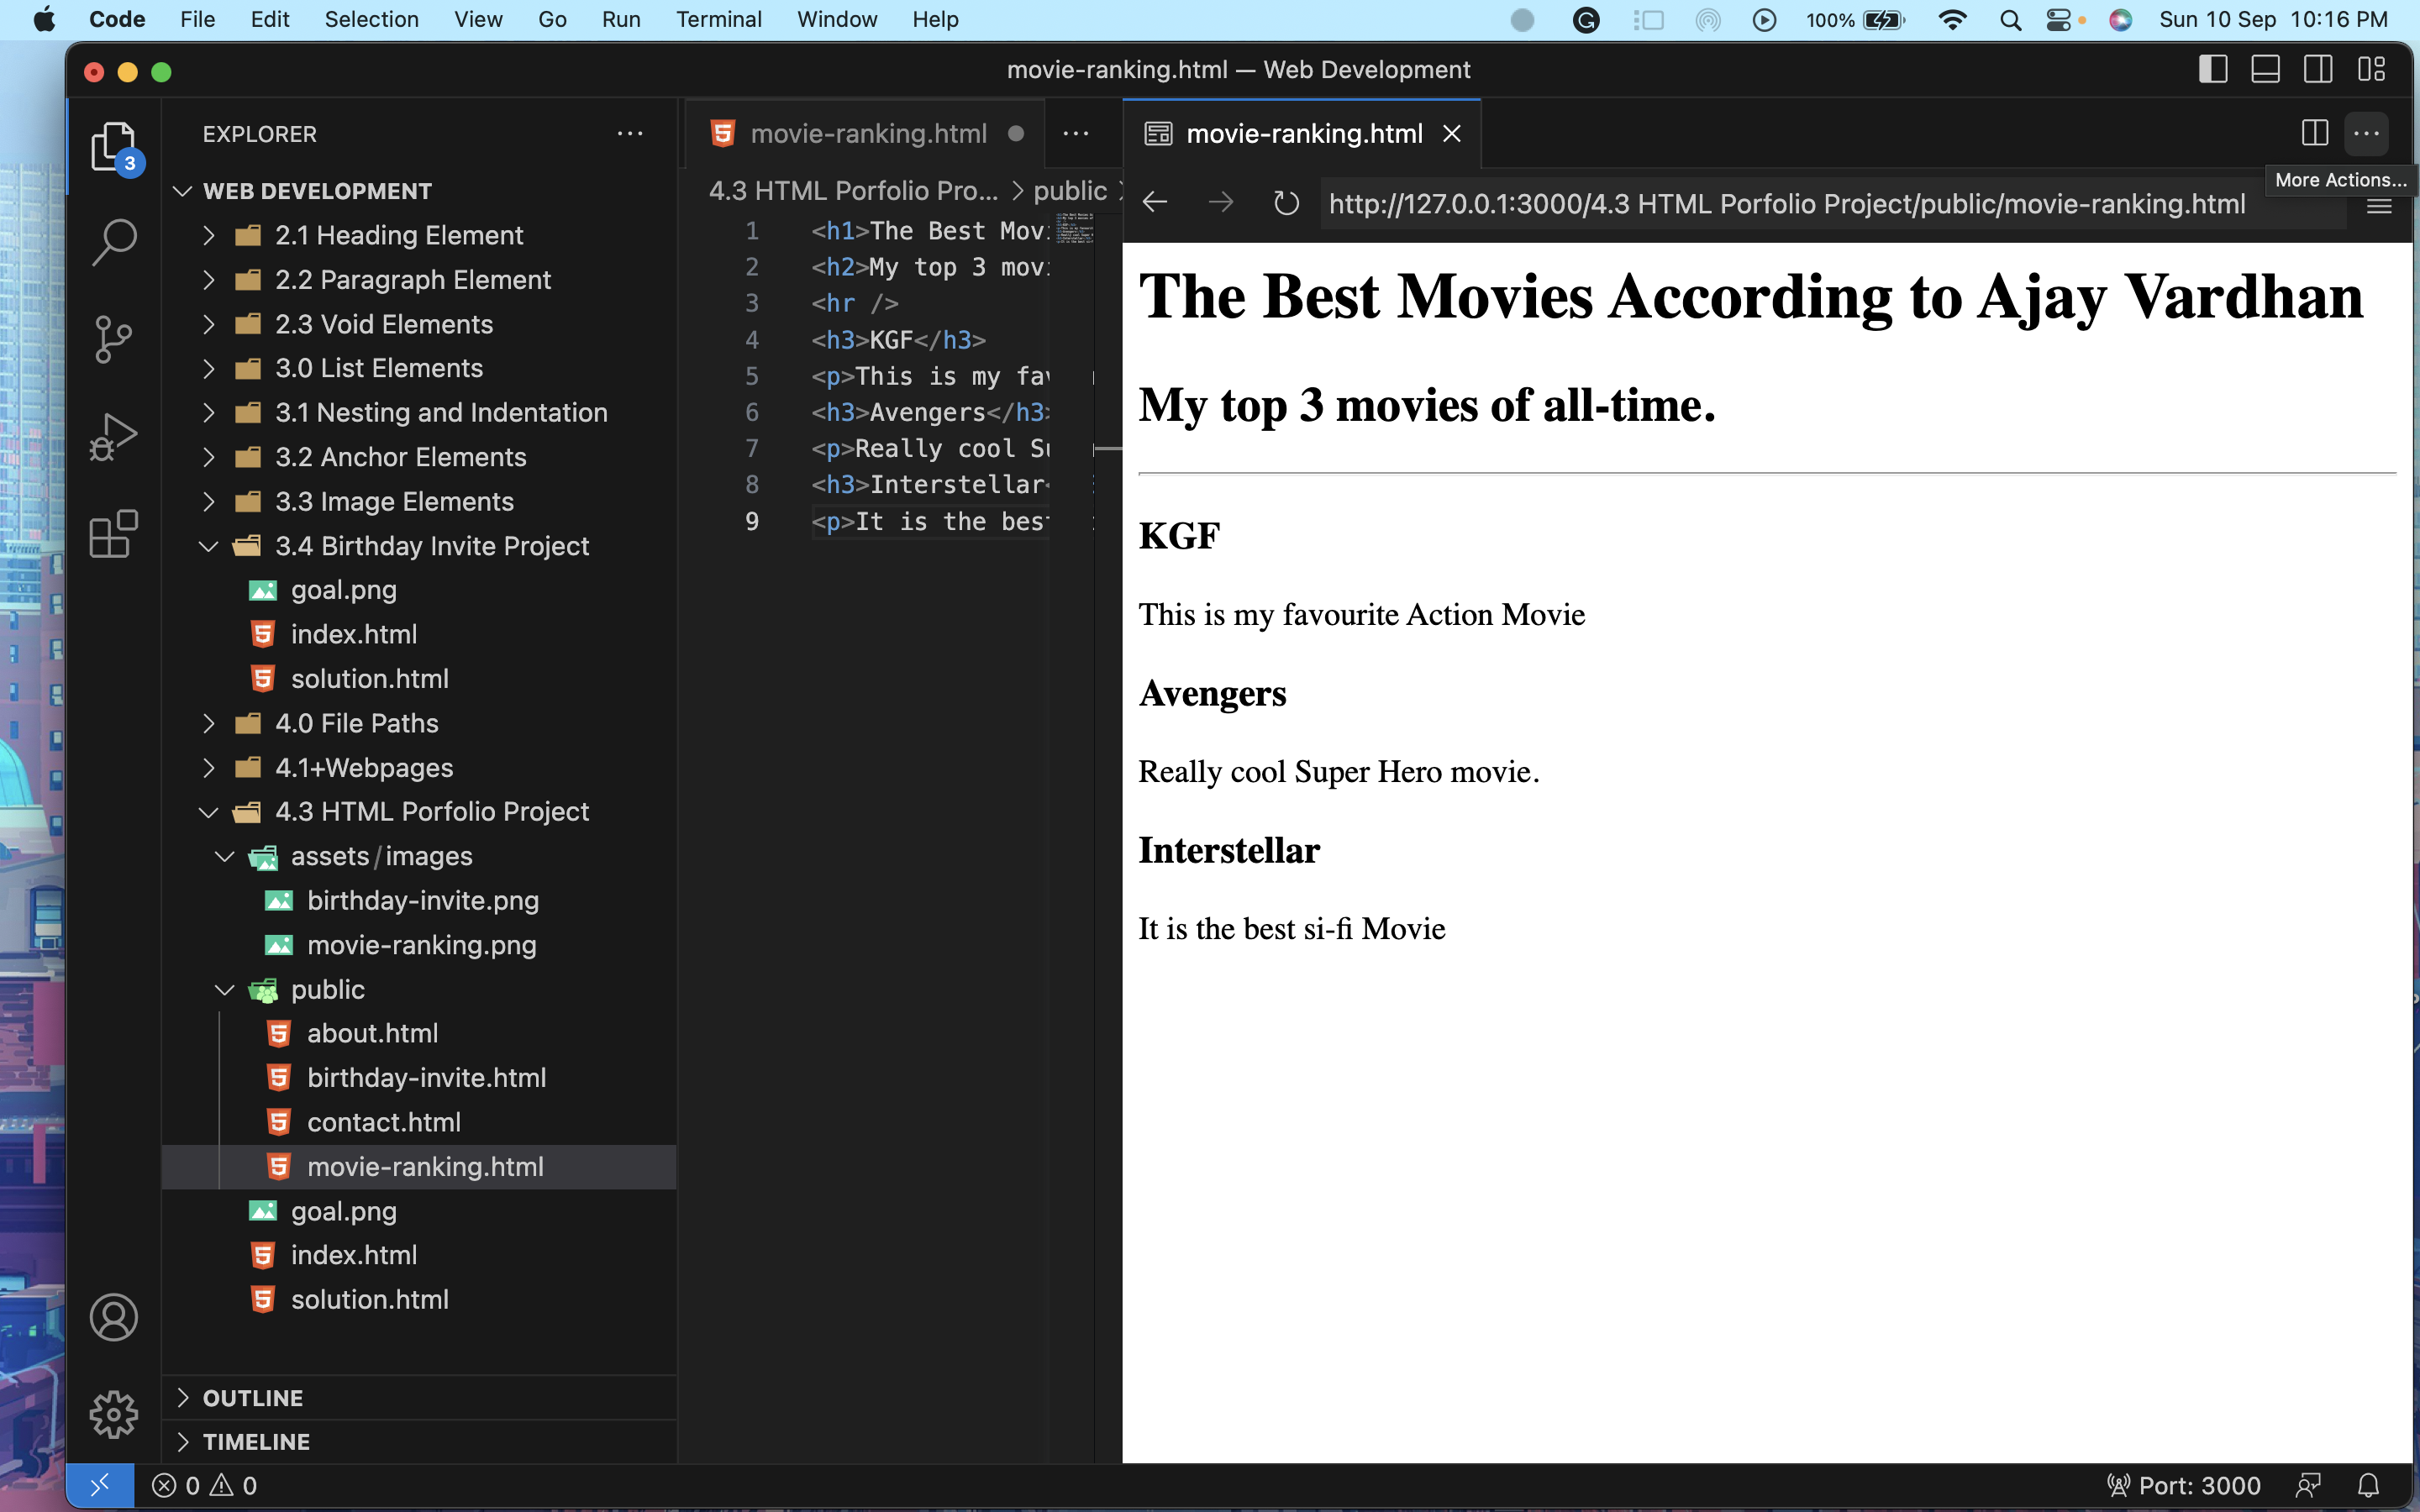 Code File Edit Selection View Go Run Terminal Window Help 100% Sun 10 Sep 10:16 PM
movie-ranking.html — Web Development
EXPLORER
3
WEB DEVELOPMENT
2.1 Heading Element
2.2 Paragraph Element
2.3 Void Elements
3.0 List Elements
3.1 Nesting and Indentation
3.2 Anchor Elements
3.3 Image Elements
3.4 Birthday Invite Project
goal.png
index.html
solution.html
4.0 File Paths
4.1+Webpages
4.3 HTML Porfolio Project
assets/images
birthday-invite.png
movie-ranking.png
public
about.html
birthday-invite.html
contact.html
movie-ranking.html
goal.png
index.html
solution.html
OUTLINE
TIMELINE
movie-ranking.html
4.3 HTML Porfolio Pro... > public >
1 <h1>The Best Mov
2 <h2>My top 3 mov
3 <hr />
4 <h3>KGF</h3>
5 <p>This is my fav
6 <h3>Avengers</h3>
7 <p>Really cool Su
8 <h3>Interstellar<
9 <p>It is the best
movie-ranking.html
More Actions...
http://127.0.0.1:3000/4.3 HTML Porfolio Project/public/movie-ranking.html
The Best Movies According to Ajay Vardhan
My top 3 movies of all-time.
KGF
This is my favourite Action Movie
Avengers
Really cool Super Hero movie.
Interstellar
It is the best si-fi Movie
0 0 Port: 3000